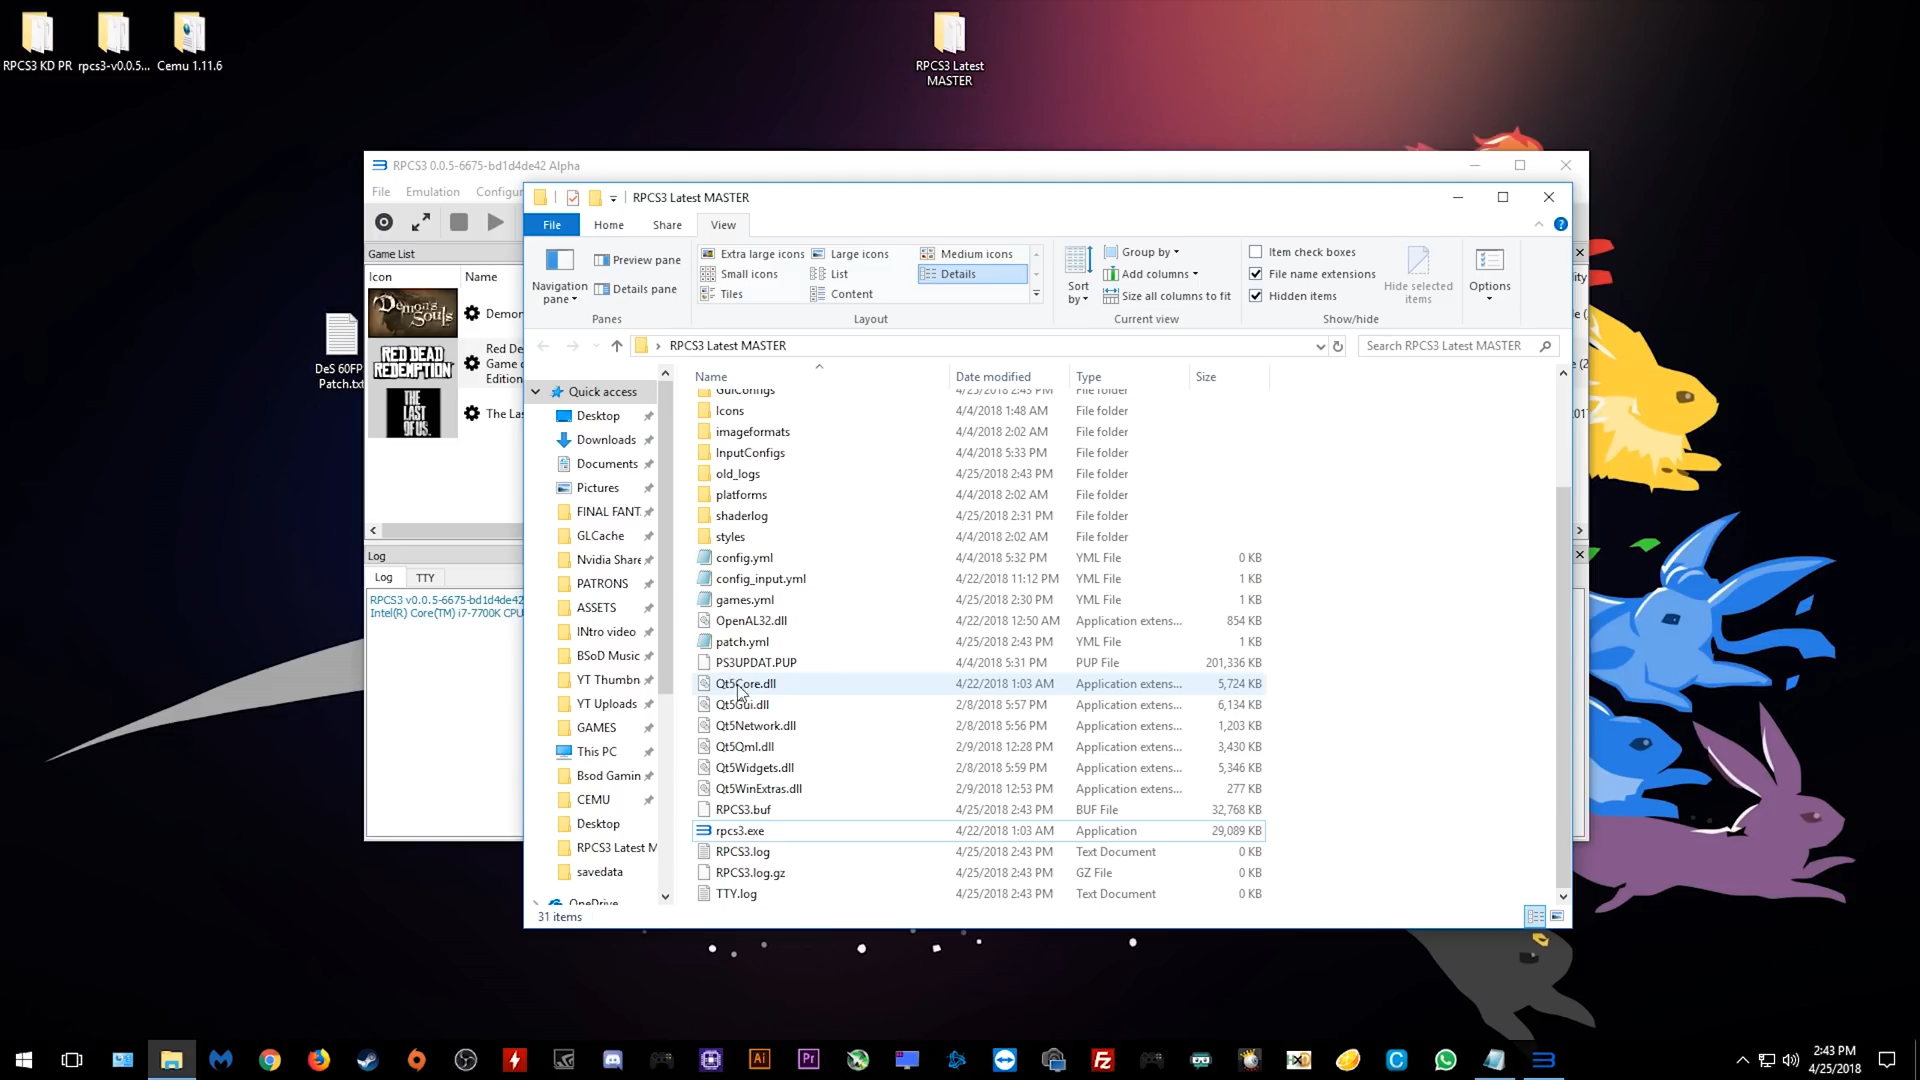 RPCS3 KD PR
rpcs3-v0.0.5...
Cemu 1.11.6
RPCS3 Latest
MASTER
DeS 60FP
Patch.txt
RPCS3 0.0.5-6675-bd1d4de42 Alpha
File Emulation Configu
Game List
Icon Name
Demon's Souls
Demon
RED DEAD
REDEMPTION
Red De
Game o
Edition
THE
LAST
OF US.
The Las
Log
Log TTY
RPCS3 v0.0.5-6675-bd1d4de42
Intel(R) Core(TM) i7-7700K CPU
RPCS3 Latest MASTER
File Home Share View
Navigation
pane
Preview pane
Details pane
Panes
Extra large icons Large icons Medium icons
Small icons List Details
Tiles Content
Layout
Sort
by
Group by
Add columns
Size all columns to fit
Current view
Item check boxes
File name extensions
Hidden items
Hide selected
items
Show/hide
Options
RPCS3 Latest MASTER
Search RPCS3 Latest MASTER
Quick access
Desktop
Downloads
Documents
Pictures
FINAL FANT
GLCache
Nvidia Share
PATRONS
ASSETS
INtro video
BSoD Music
YT Thumbn
YT Uploads
GAMES
This PC
Bsod Gamin
CEMU
Desktop
RPCS3 Latest M
savedata
OneDrive
Name Date modified Type Size
GuiConfigs 4/25/2018 2:43 PM File folder
Icons 4/4/2018 1:48 AM File folder
imageformats 4/4/2018 2:02 AM File folder
InputConfigs 4/4/2018 5:33 PM File folder
old_logs 4/25/2018 2:43 PM File folder
platforms 4/4/2018 2:02 AM File folder
shaderlog 4/25/2018 2:31 PM File folder
styles 4/4/2018 2:02 AM File folder
config.yml 4/4/2018 5:32 PM YML File 0 KB
config_input.yml 4/22/2018 11:12 PM YML File 1 KB
games.yml 4/25/2018 2:30 PM YML File 1 KB
OpenAL32.dll 4/22/2018 12:50 AM Application extens... 854 KB
patch.yml 4/25/2018 2:43 PM YML File 1 KB
PS3UPDAT.PUP 4/4/2018 5:31 PM PUP File 201,336 KB
Qt5Core.dll 4/22/2018 1:03 AM Application extens... 5,724 KB
Qt5Gui.dll 2/8/2018 5:57 PM Application extens... 6,134 KB
Qt5Network.dll 2/8/2018 5:56 PM Application extens... 1,203 KB
Qt5Qml.dll 2/9/2018 12:28 PM Application extens... 3,430 KB
Qt5Widgets.dll 2/8/2018 5:59 PM Application extens... 5,346 KB
Qt5WinExtras.dll 2/9/2018 12:53 PM Application extens... 277 KB
RPCS3.buf 4/25/2018 2:43 PM BUF File 32,768 KB
rpcs3.exe 4/22/2018 1:03 AM Application 29,089 KB
RPCS3.log 4/25/2018 2:43 PM Text Document 0 KB
RPCS3.log.gz 4/25/2018 2:43 PM GZ File 0 KB
TTY.log 4/25/2018 2:43 PM Text Document 0 KB
31 items
Ai
Pr
2:43 PM
4/25/2018